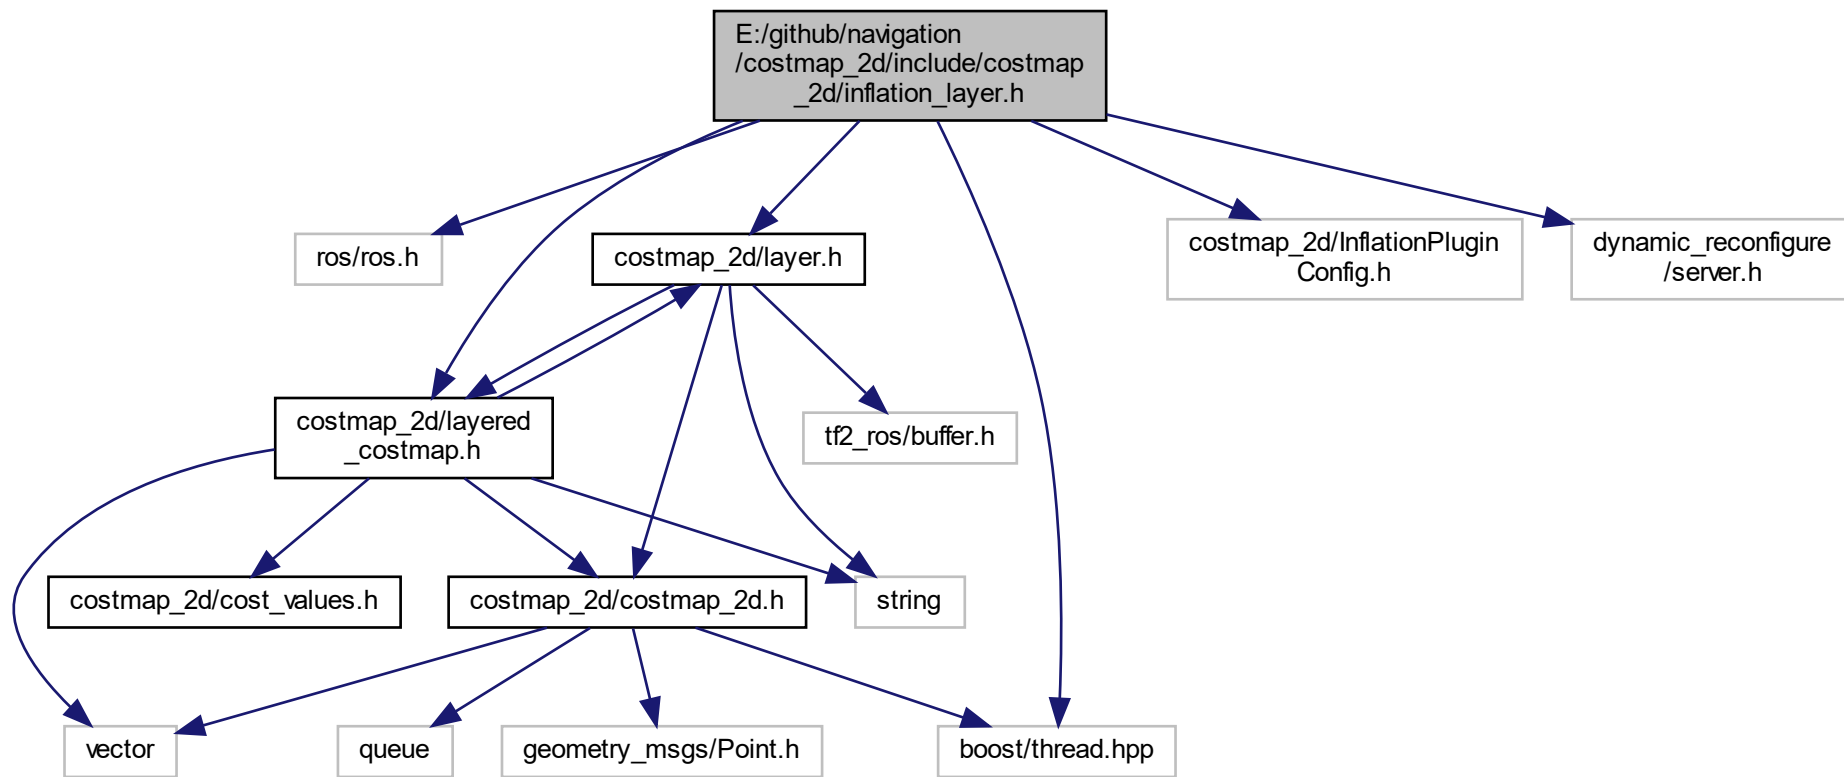 E:/github/navigation
/costmap_2d/include/costmap
_2d/inflation_layer.h
ros/ros.h
costmap_2d/layer.h
costmap_2d/InflationPlugin
Config.h
dynamic_reconfigure
/server.h
costmap_2d/layered
_costmap.h
tf2_ros/buffer.h
costmap_2d/cost_values.h
costmap_2d/costmap_2d.h
string
vector
queue
geometry_msgs/Point.h
boost/thread.hpp